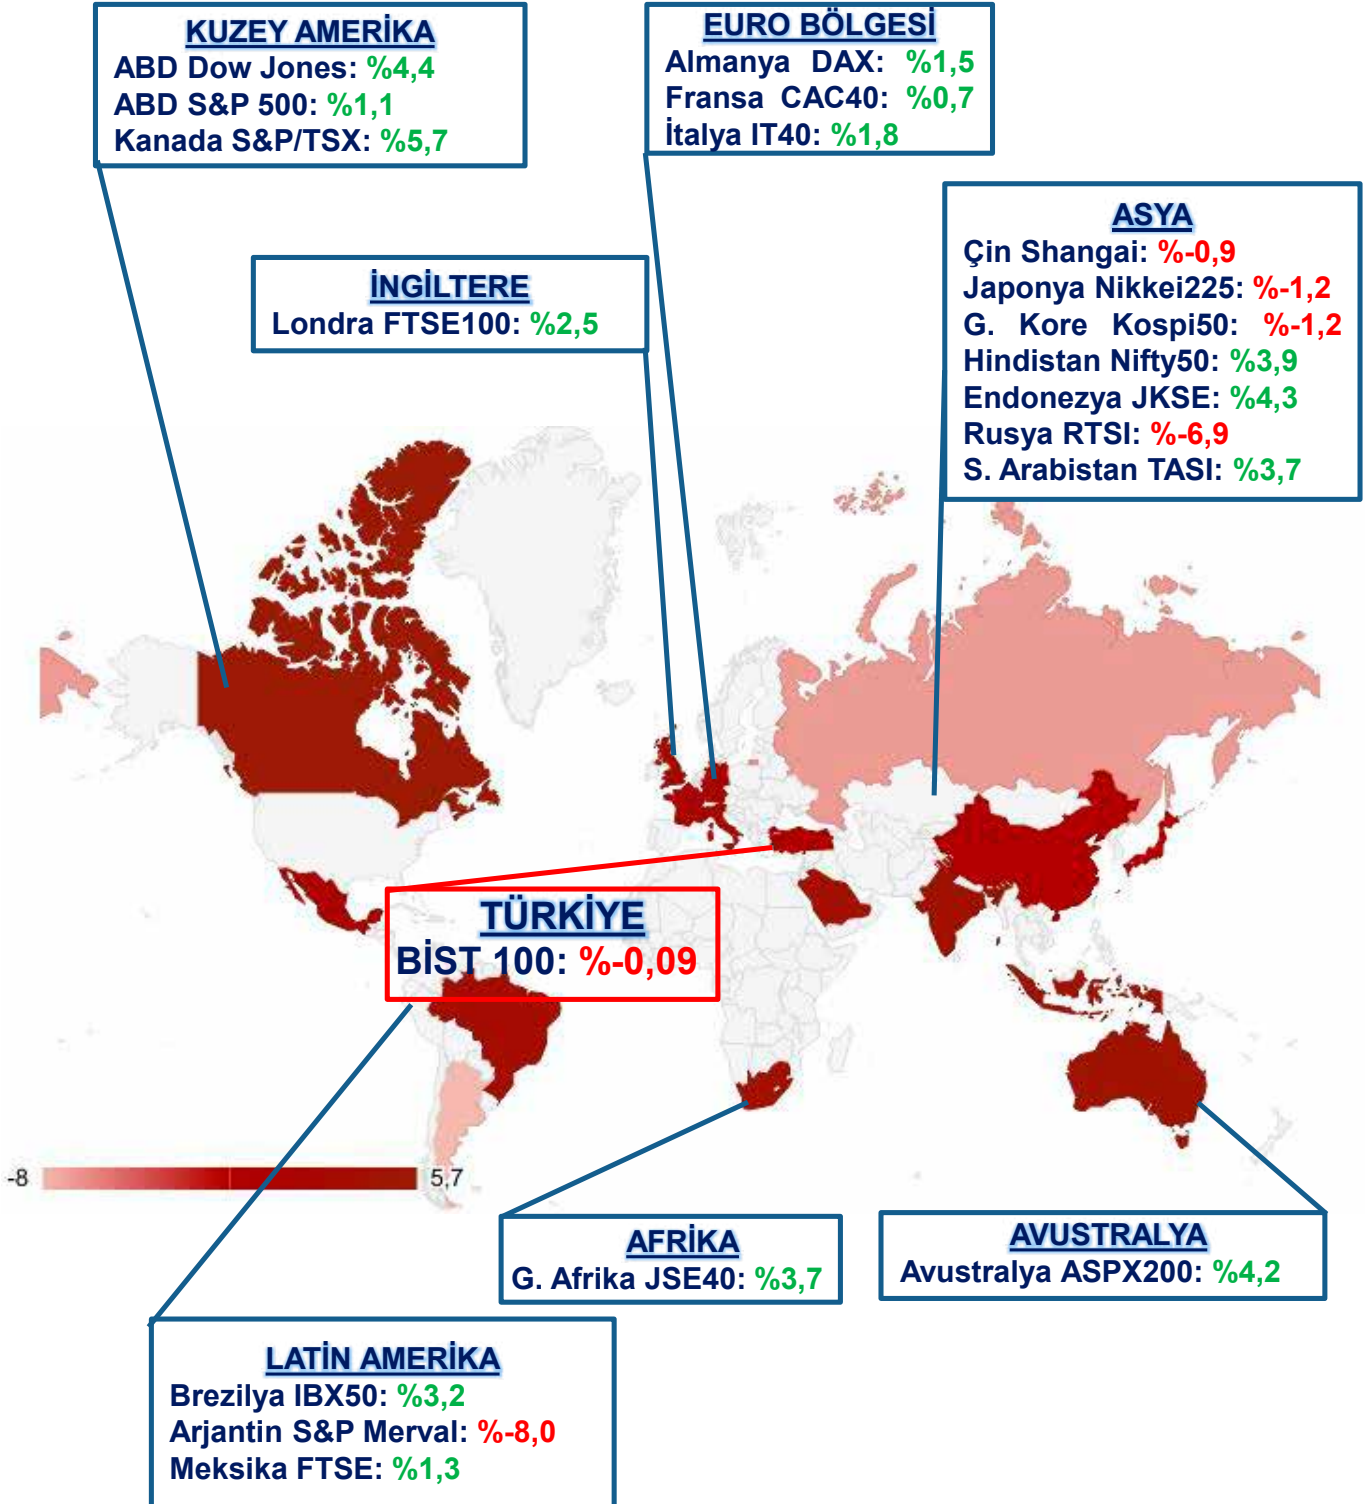 KUZEY AMERİKA
ABD Dow Jones: %4,4
ABD S&P 500: %1,1
Kanada S&P/TSX: %5,7
EURO BÖLGESİ
Almanya DAX: %1,5
Fransa CAC40: %0,7
İtalya IT40: %1,8
ASYA
Çin Shangai: %-0,9
Japonya Nikkei225: %-1,2
G. Kore Kospi50: %-1,2
Hindistan Nifty50: %3,9
Endonezya JKSE: %4,3
Rusya RTSI: %-6,9
S. Arabistan TASI: %3,7
İNGİLTERE
Londra FTSE100: %2,5
TÜRKİYE
BİST 100: %-0,09
-8
5,7
AFRİKA
G. Afrika JSE40: %3,7
AVUSTRALYA
Avustralya ASPX200: %4,2
LATİN AMERİKA
Brezilya IBX50: %3,2
Arjantin S&P Merval: %-8,0
Meksika FTSE: %1,3